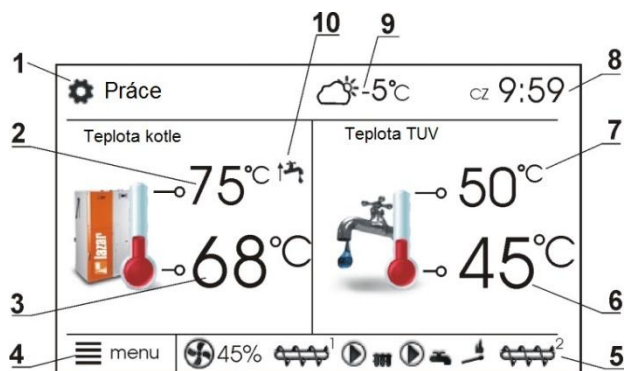 10 9
1 Práce -5°C CZ 9:59 8
2 Teplota kotle Teplota TUV 7
75°C 50°C
lazar
68°C 45°C
3 6
4 menu 45% 1 2 5